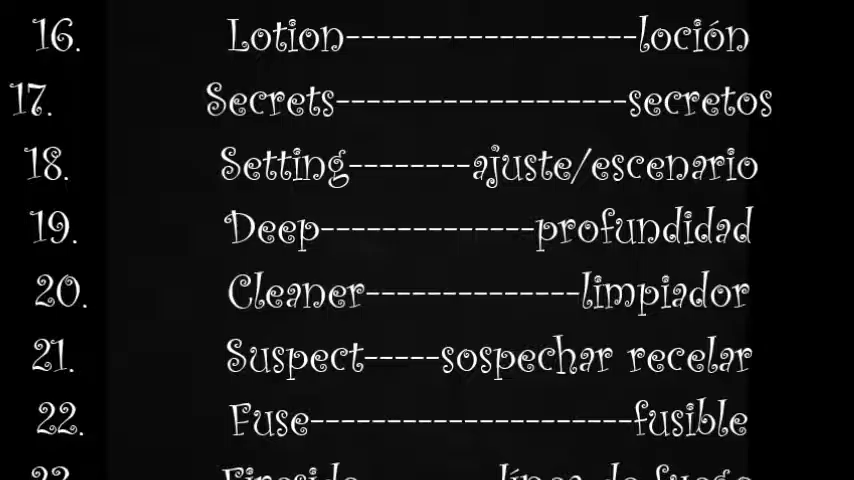 16. Lotion-------------------loción
17. Secrets-------------------secretos
18. Setting--------ajuste/escenario
19. Deep--------------profundidad
20. Cleaner--------------limpiador
21. Suspect-----sospechar recelar
22. Fuse---------------------fusible